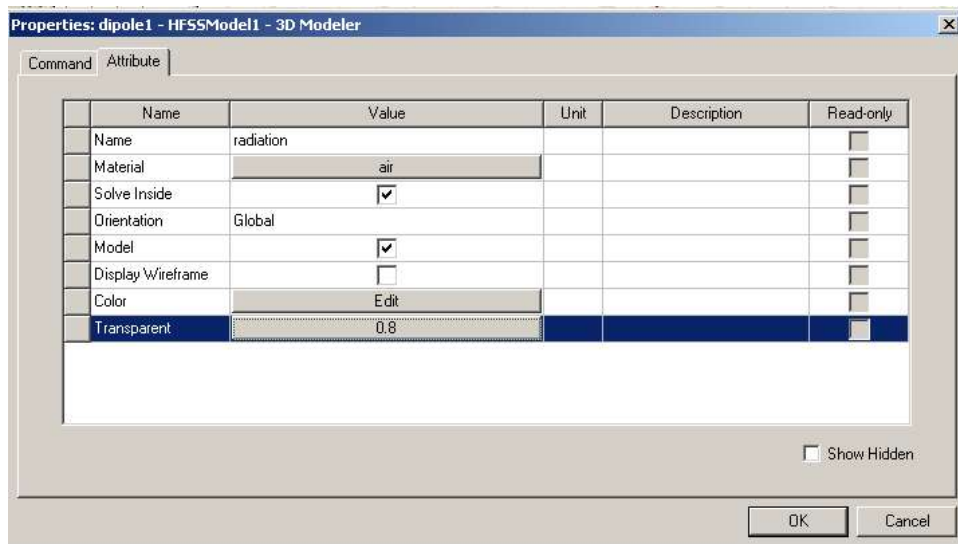 Properties: dipole1 - HFSSModel1 - 3D Modeler
Command Attribute
Name Value Unit Description Read-only
Name radiation
Material air
Solve Inside
Orientation Global
Model
Display Wireframe
Color Edit
Transparent 0.8
Show Hidden
OK Cancel